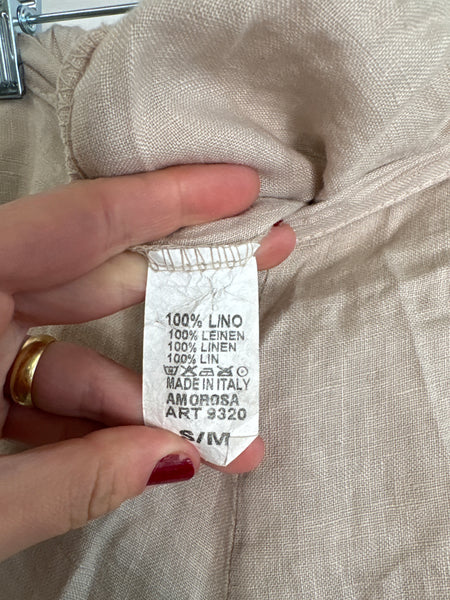 100% LINO
100% LEINEN
100% LINEN
100% LIN
MADE IN ITALY
AMOROSA
ART 9320
S/M